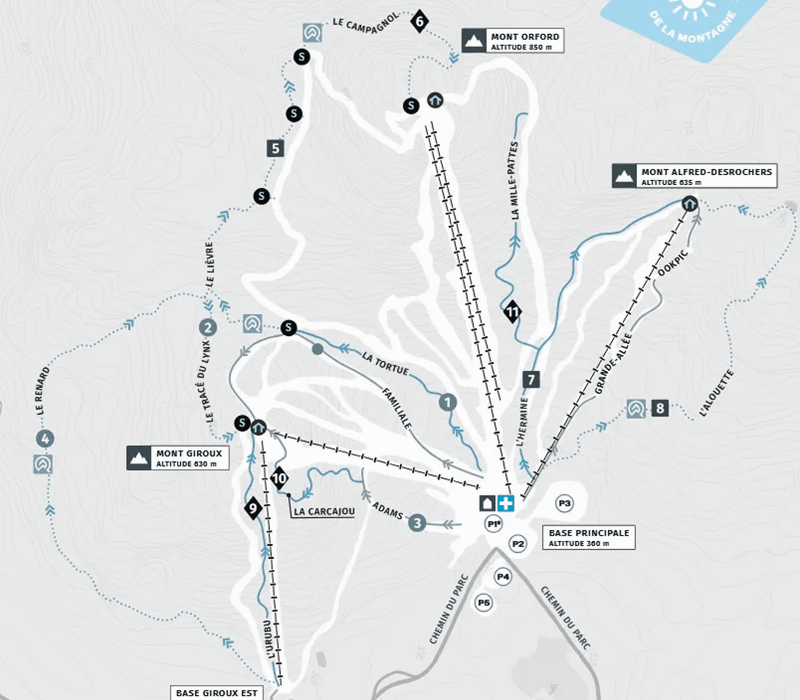 DE LA MONTAGNE
LE CAMPAGNOL
6
MONT ORFORD
ALTITUDE 850 m
S
S
S
5
LA MILLE-PATTES
MONT ALFRED-DESROCHERS
ALTITUDE 635 m
S
LE LIÈVRE
OOKPIC
11
2
S
LA TORTUE
GRANDE-ALLÉE
LE RENARD
LE TRACÉ DU LYNX
FAMILIALE
1
7
L'HERMINE
8
L'ALOUETTE
4
S
MONT GIROUX
ALTITUDE 630 m
10
9
LA CARCAJOU
ADAMS
3
P1
P3
P2
BASE PRINCIPALE
ALTITUDE 360 m
P4
P5
CHEMIN DU PARC
CHEMIN DU PARC
L'URUBU
BASE GIROUX EST